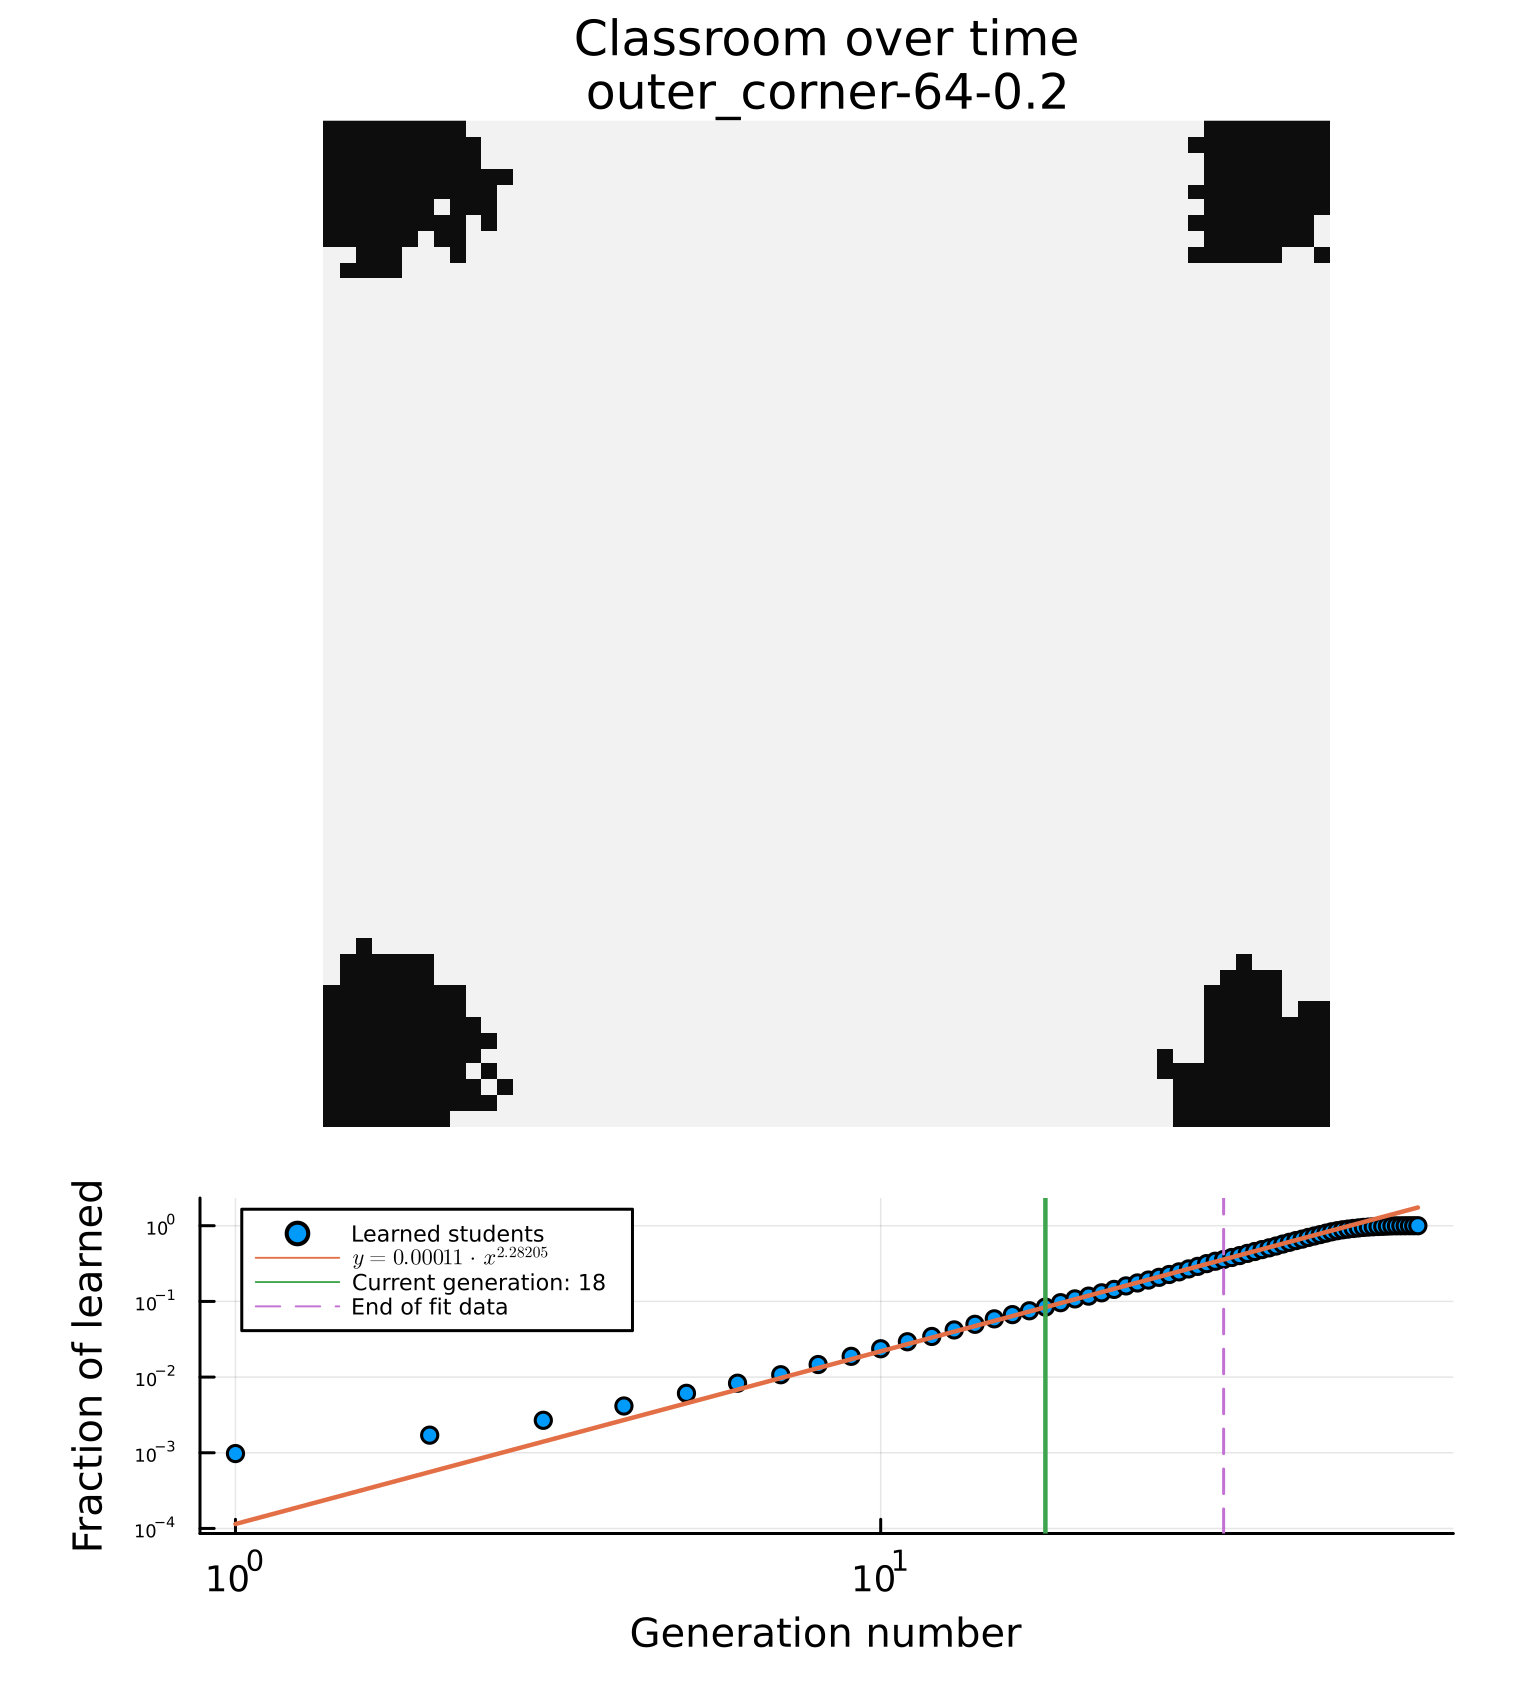 Classroom over time
outer_corner-64-0.2
Fraction of learned
10⁰
10⁻¹
10⁻²
10⁻³
10⁻⁴
Learned students
y = 0.00011 · x^2.28205
Current generation: 18
End of fit data
10⁰
10¹
Generation number